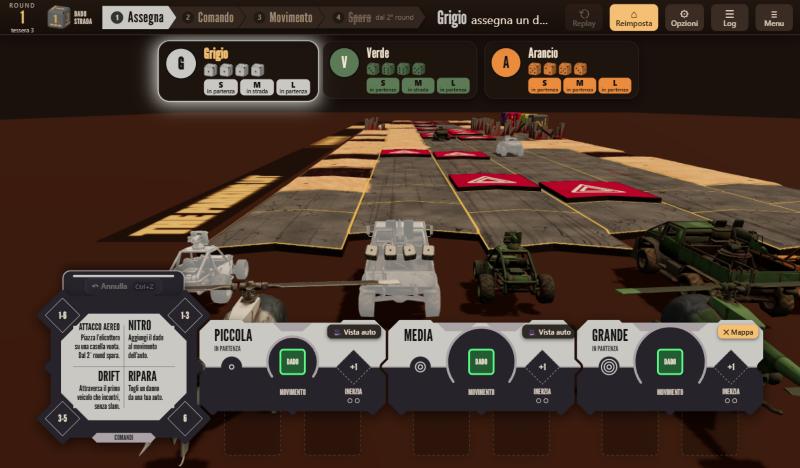 ROUND
1
tessera 3
DADO
STRADA
1 Assegna
2 Comando
3 Movimento
4 Spara dal 2° round
Grigio assegna un d...
Replay
Reimposta
Opzioni
Log
Menu
G
Grigio
S
in partenza
M
in strada
L
in partenza
V
Verde
S
in partenza
M
in strada
L
in partenza
A
Arancio
S
in partenza
M
in partenza
L
in partenza
Annulla Ctrl+Z
1-6
1-3
ATTACCO AEREO
Piazza l'elicottero
su una casella vuota.
Dal 2° round spara.
NITRO
Aggiungi il dado
al movimento
dell'auto.
DRIFT
Attraversa il primo
veicolo che incontri,
senza slam.
RIPARA
Togli un danno
da una tua auto.
3-5
6
COMANDI
PICCOLA
IN PARTENZA
Vista auto
DADO
+1
MOVIMENTO
INERZIA
MEDIA
IN PARTENZA
Vista auto
DADO
+1
MOVIMENTO
INERZIA
GRANDE
IN PARTENZA
Mappa
DADO
+1
MOVIMENTO
INERZIA